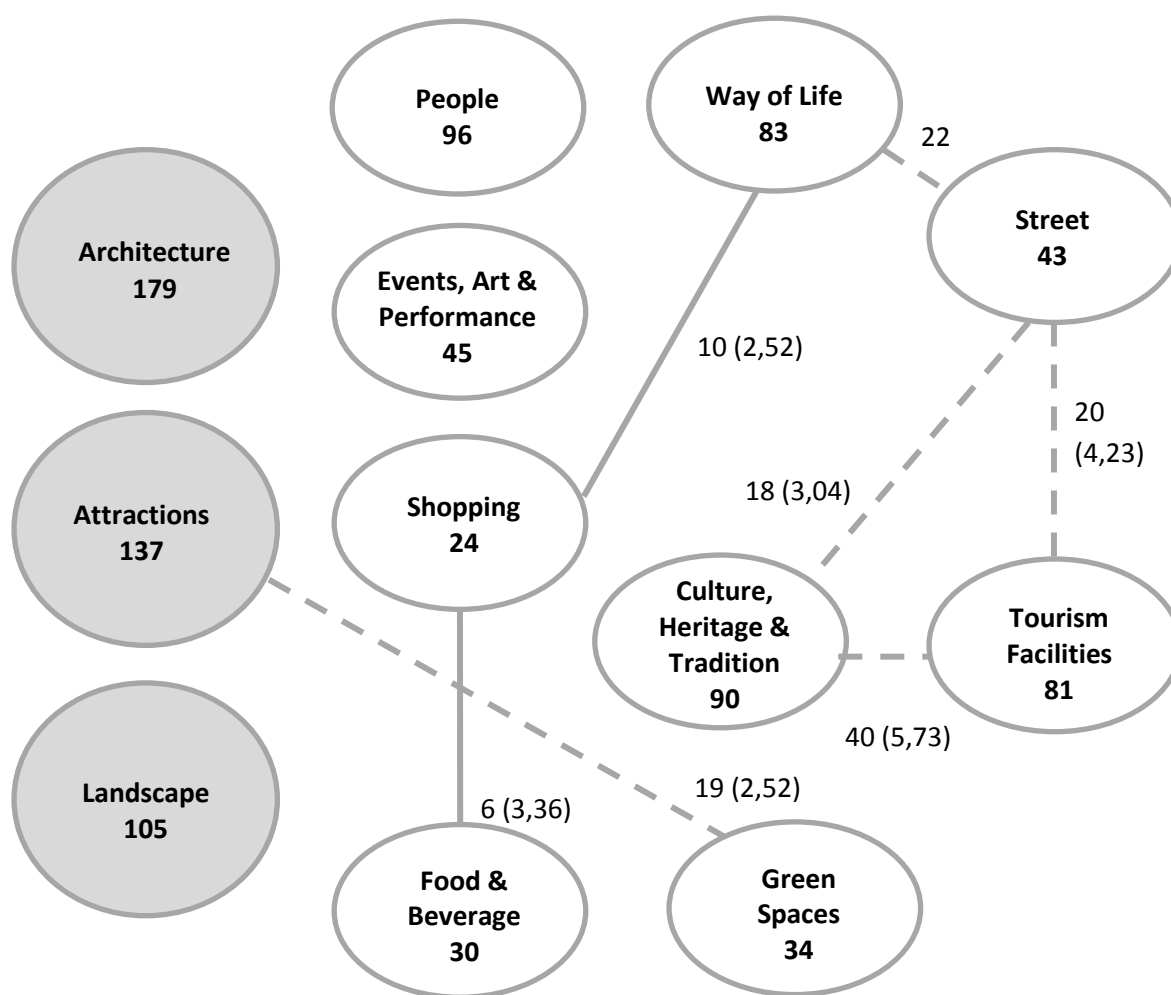 People
96
Way of Life
83
22
Street
43
Architecture
179
Events, Art &
Performance
45
10 (2,52)
20
(4,23)
18 (3,04)
Attractions
137
Shopping
24
Culture,
Heritage &
Tradition
90
Tourism
Facilities
81
40 (5,73)
Landscape
105
19 (2,52)
6 (3,36)
Food &
Beverage
30
Green
Spaces
34